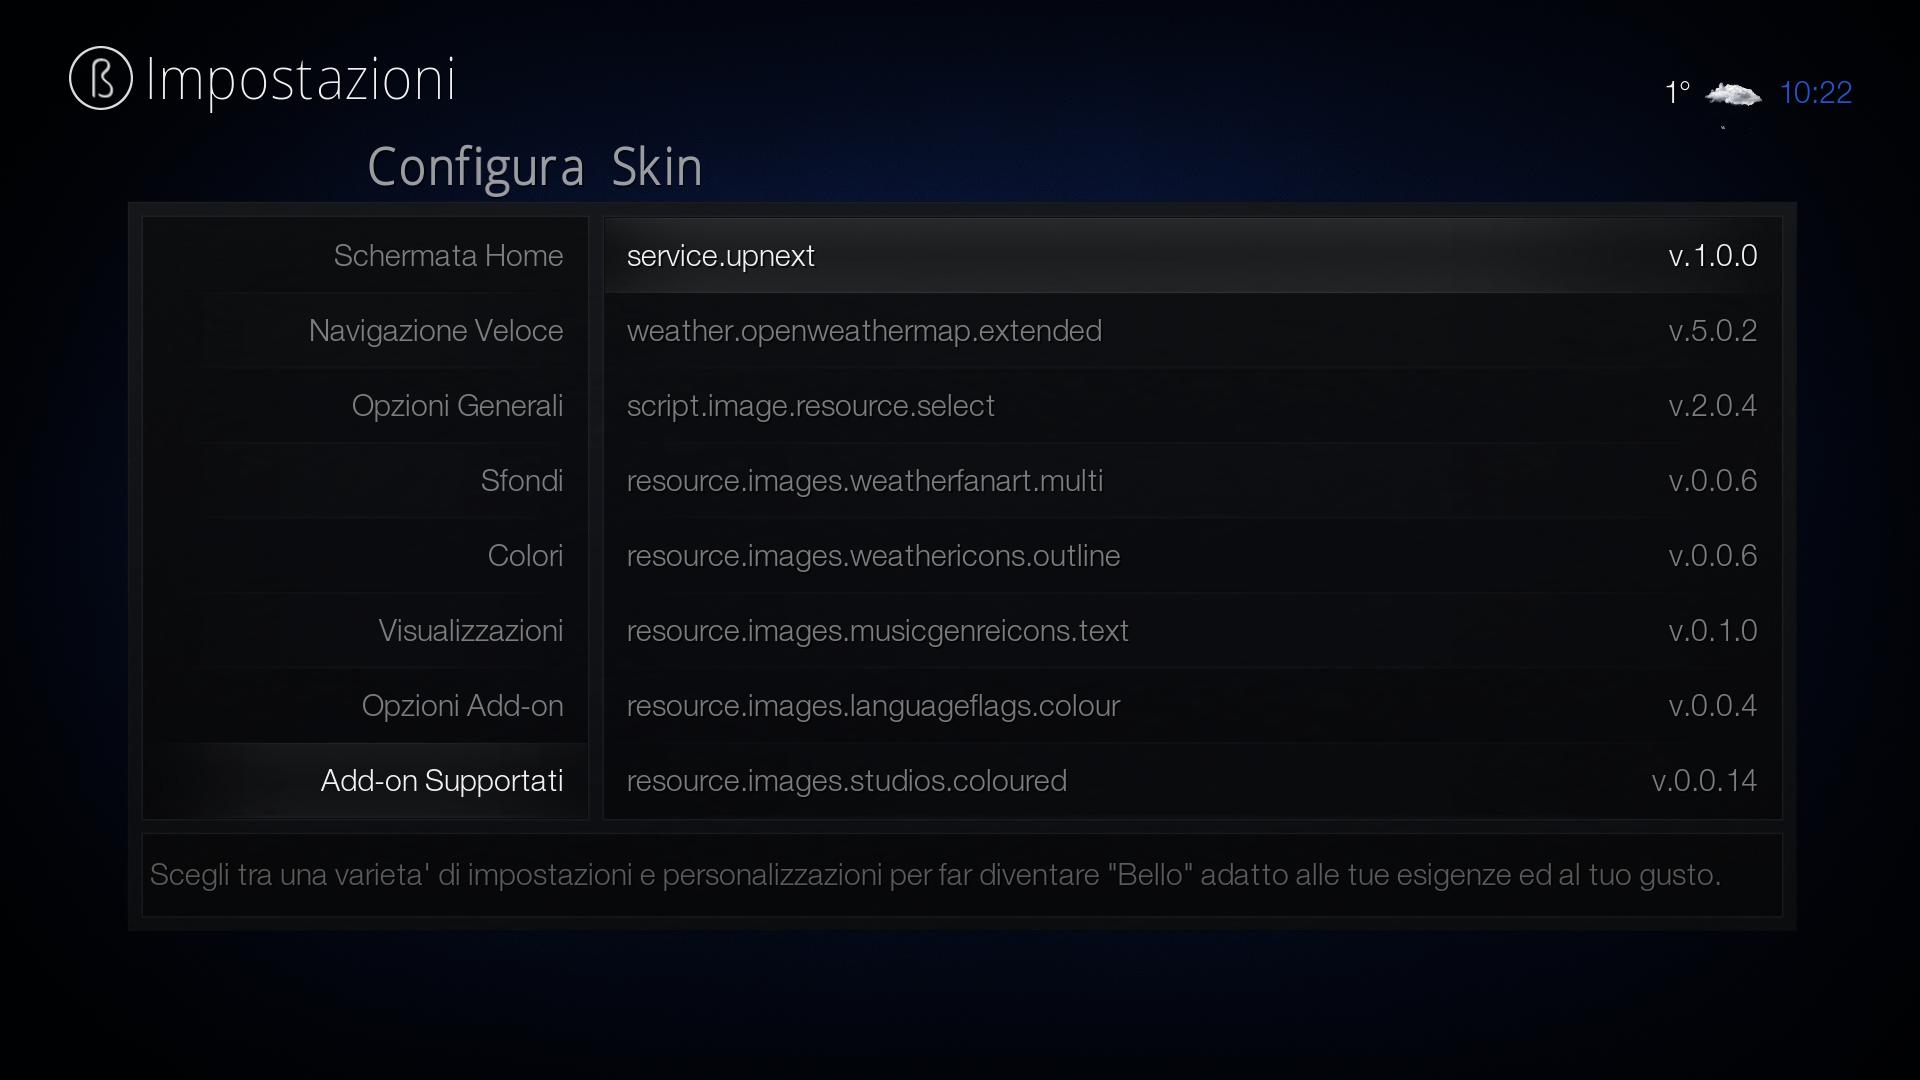 ß Impostazioni
1° 10:22
Configura Skin
Schermata Home
Navigazione Veloce
Opzioni Generali
Sfondi
Colori
Visualizzazioni
Opzioni Add-on
Add-on Supportati
service.upnext v.1.0.0
weather.openweathermap.extended v.5.0.2
script.image.resource.select v.2.0.4
resource.images.weatherfanart.multi v.0.0.6
resource.images.weathericons.outline v.0.0.6
resource.images.musicgenreicons.text v.0.1.0
resource.images.languageflags.colour v.0.0.4
resource.images.studios.coloured v.0.0.14
Scegli tra una varieta' di impostazioni e personalizzazioni per far diventare "Bello" adatto alle tue esigenze ed al tuo gusto.